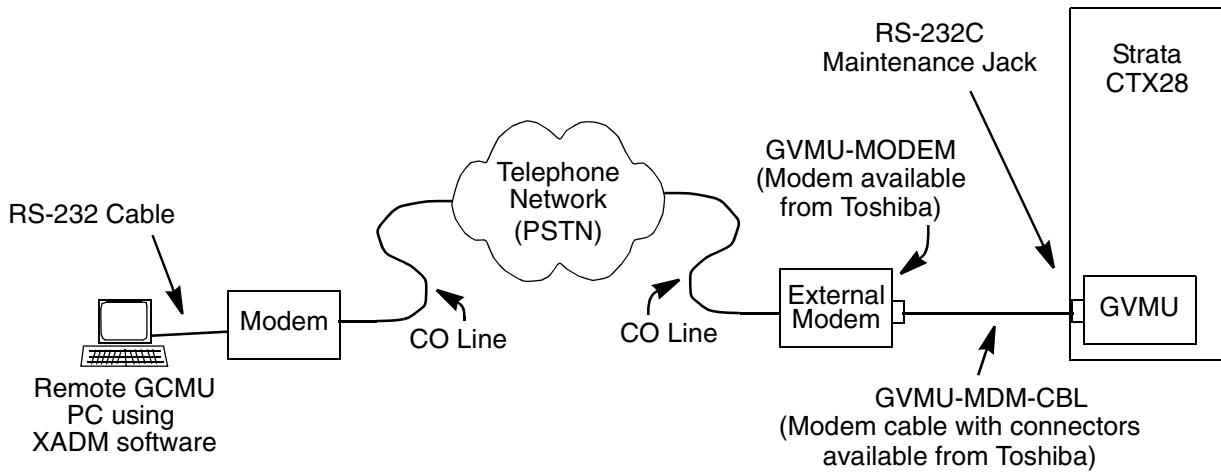 RS-232C
Maintenance Jack
Strata
CTX28
Telephone
Network
(PSTN)
GVMU-MODEM
(Modem available
from Toshiba)
RS-232 Cable
Modem
CO Line
CO Line
External
Modem
GVMU
Remote GCMU
PC using
XADM software
GVMU-MDM-CBL
(Modem cable with connectors
available from Toshiba)